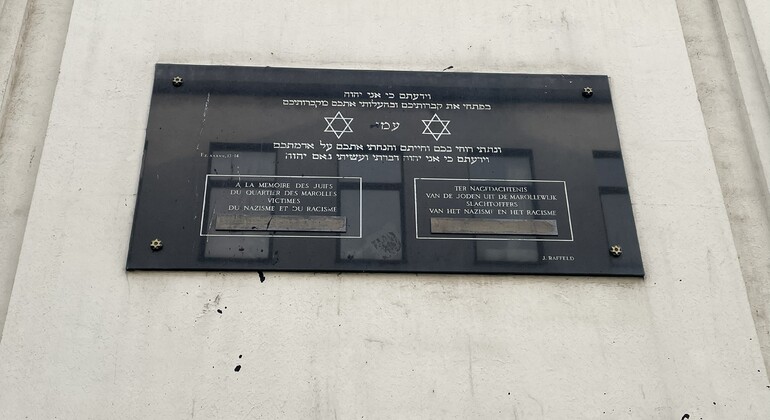 וידעתם כי אני יהוה
בפתחי את קברותיכם ובהעלותי אתכם מקברותיכם
עמי
ונתתי רוחי בכם וחייתם והנחתי אתכם על אדמתכם
וידעתם כי אני יהוה דברתי ועשיתי נאם יהוה
A LA MEMOIRE DES JUIFS
DU QUARTIER DES MAROLLES
VICTIMES
DU NAZISME ET DU RACISME
TER NAGEDACHTENIS
VAN DE JODEN UIT DE MAROLLEWIJK
SLACHTOFFERS
VAN HET NAZISME EN HET RACISME